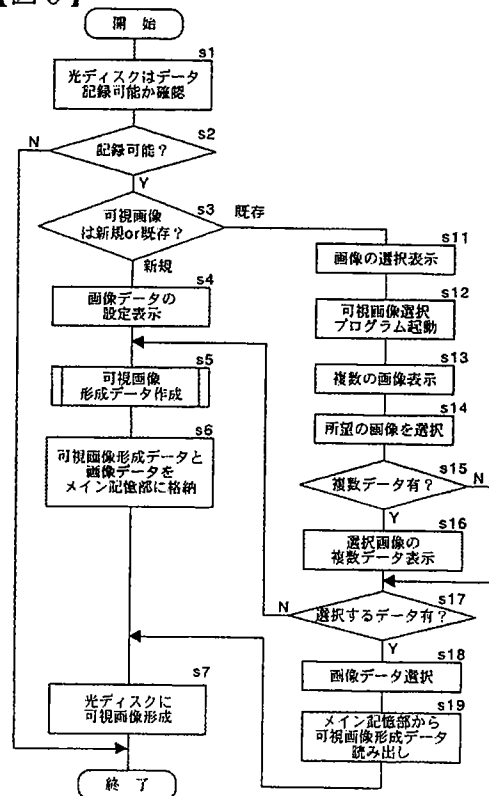 開　始
s1
光ディスクはデータ
記録可能か確認
s2
N
記録可能？
Y
s3
可視画像
は新規or既存？
既存
新規
s4
画像データの
設定表示
s5
可視画像
形成データ作成
s6
可視画像形成データと
画像データを
メイン記憶部に格納
s7
光ディスクに
可視画像形成
終　了
s11
画像の選択表示
s12
可視画像選択
プログラム起動
s13
複数の画像表示
s14
所望の画像を選択
s15
複数データ有？
N
Y
s16
選択画像の
複数データ表示
s17
N
選択するデータ有？
Y
s18
画像データ選択
s19
メイン記憶部から
可視画像形成データ
読み出し